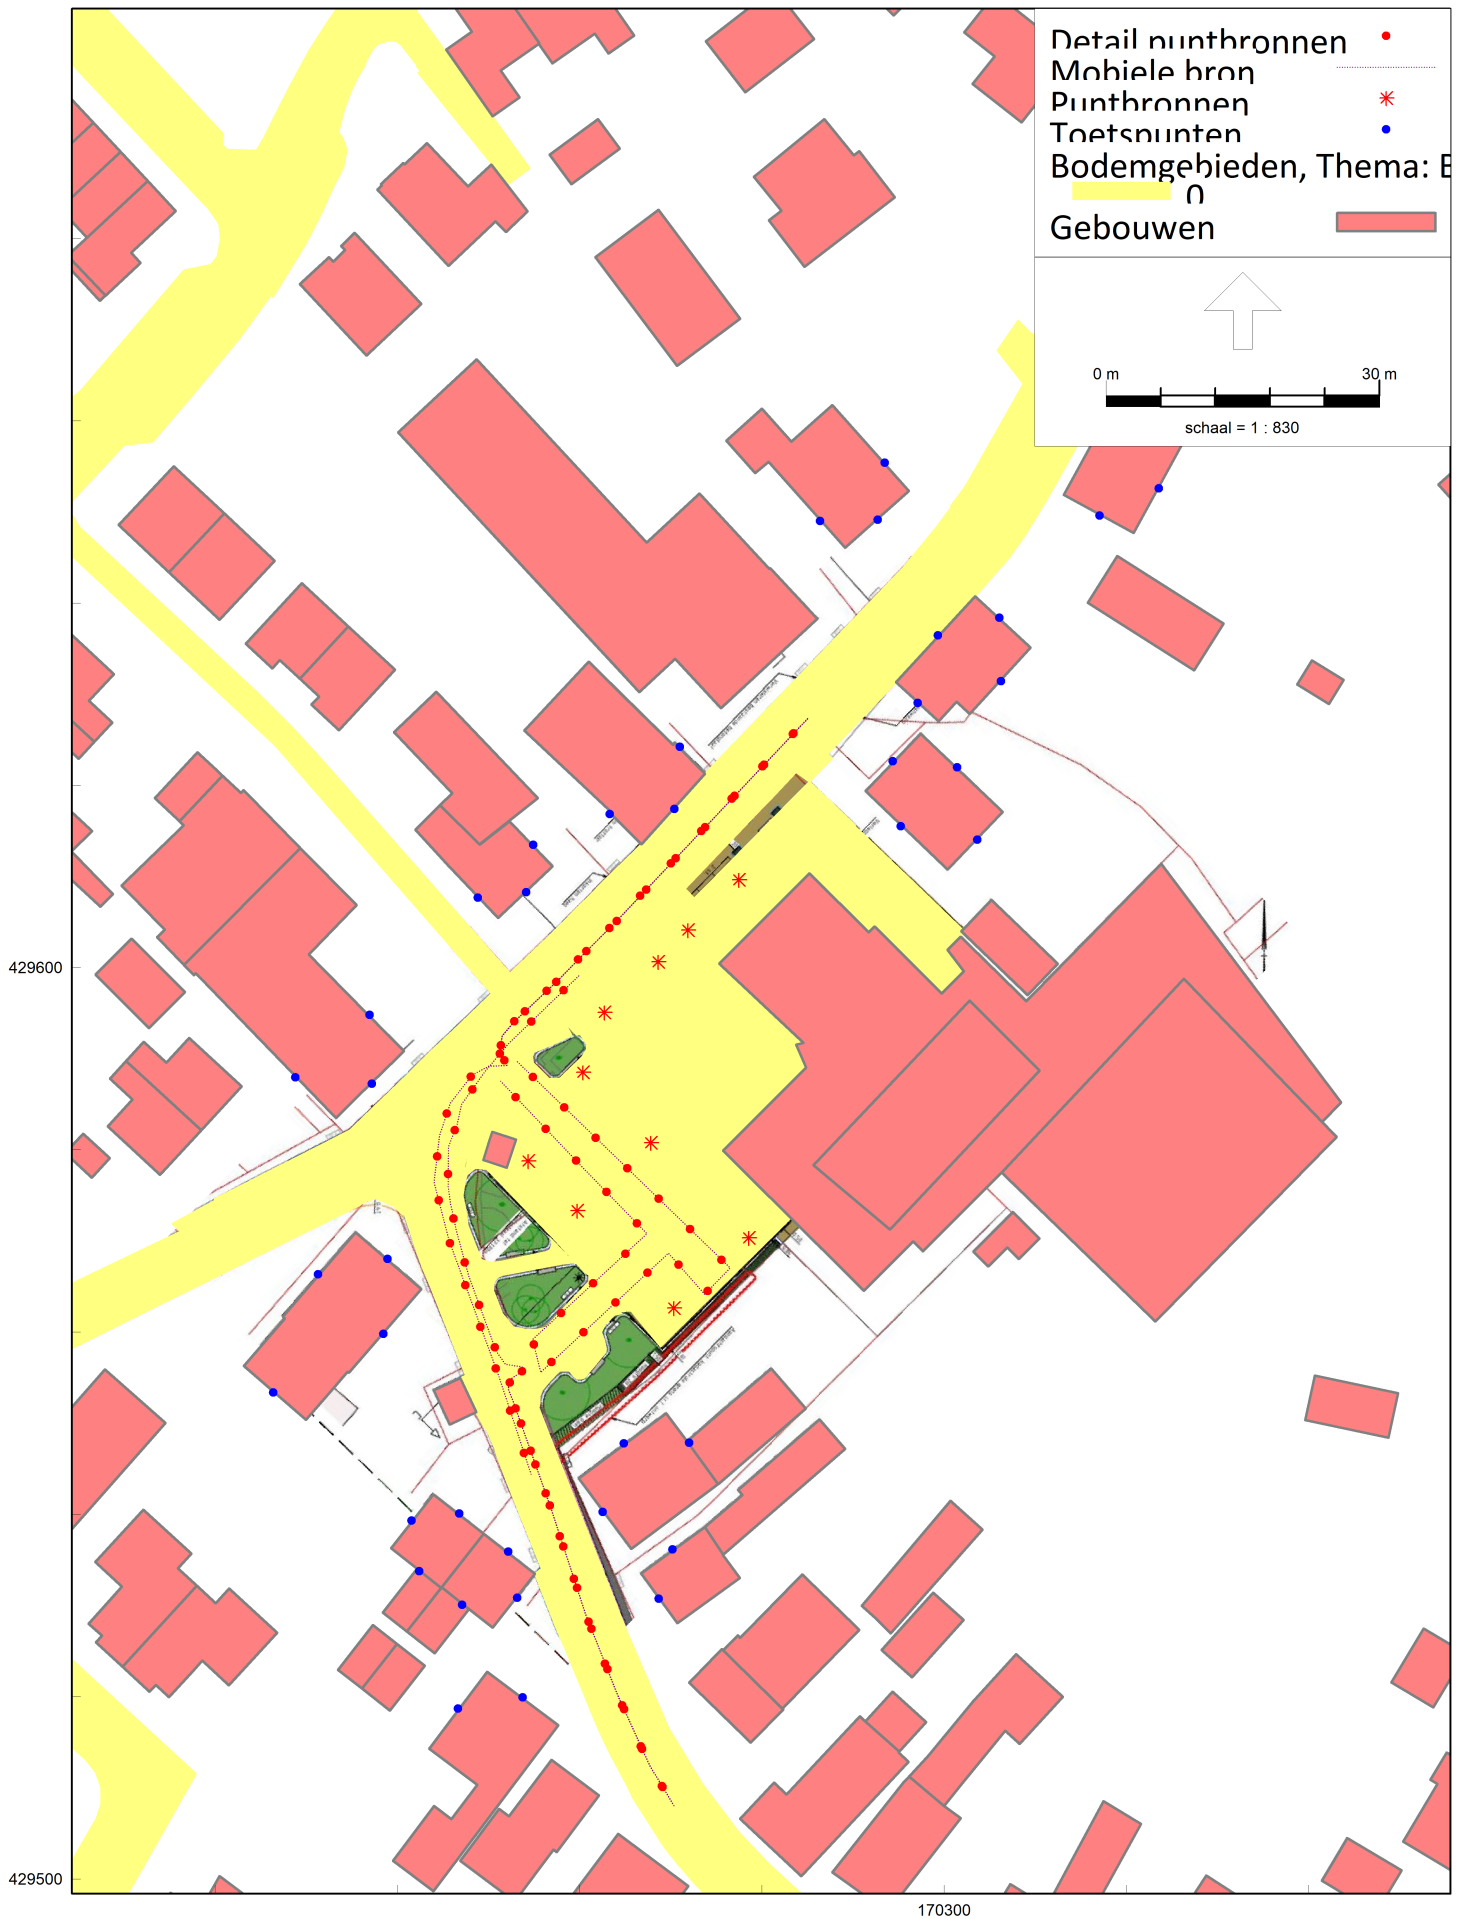 Detail puntbronnen
Mobiele bron
Puntbronnen
Toetspunten
Bodemgebieden, Thema: B
0
Gebouwen
0 m 30 m
schaal = 1 : 830
429600
429500
170300